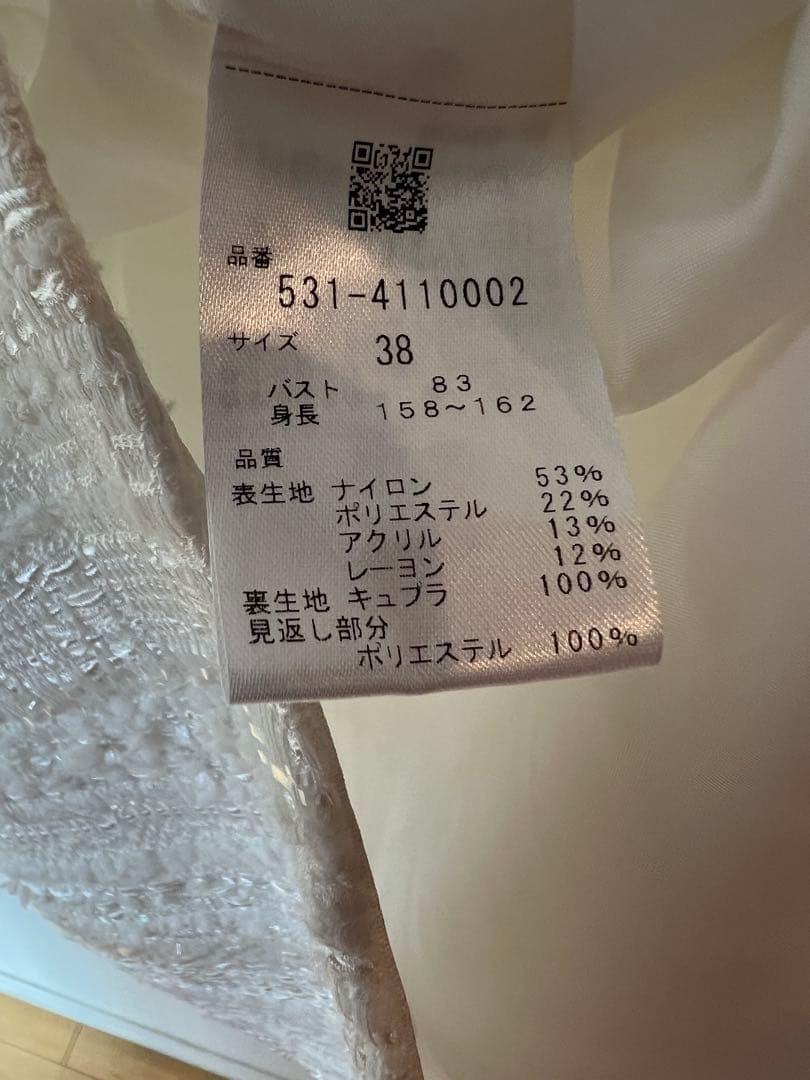 品番
531-4110002
サイズ 38
バスト 83
身長 158～162
品質
表生地 ナイロン 53%
ポリエステル 22%
アクリル 13%
レーヨン 12%
裏生地 キュプラ 100%
見返し部分
ポリエステル 100%